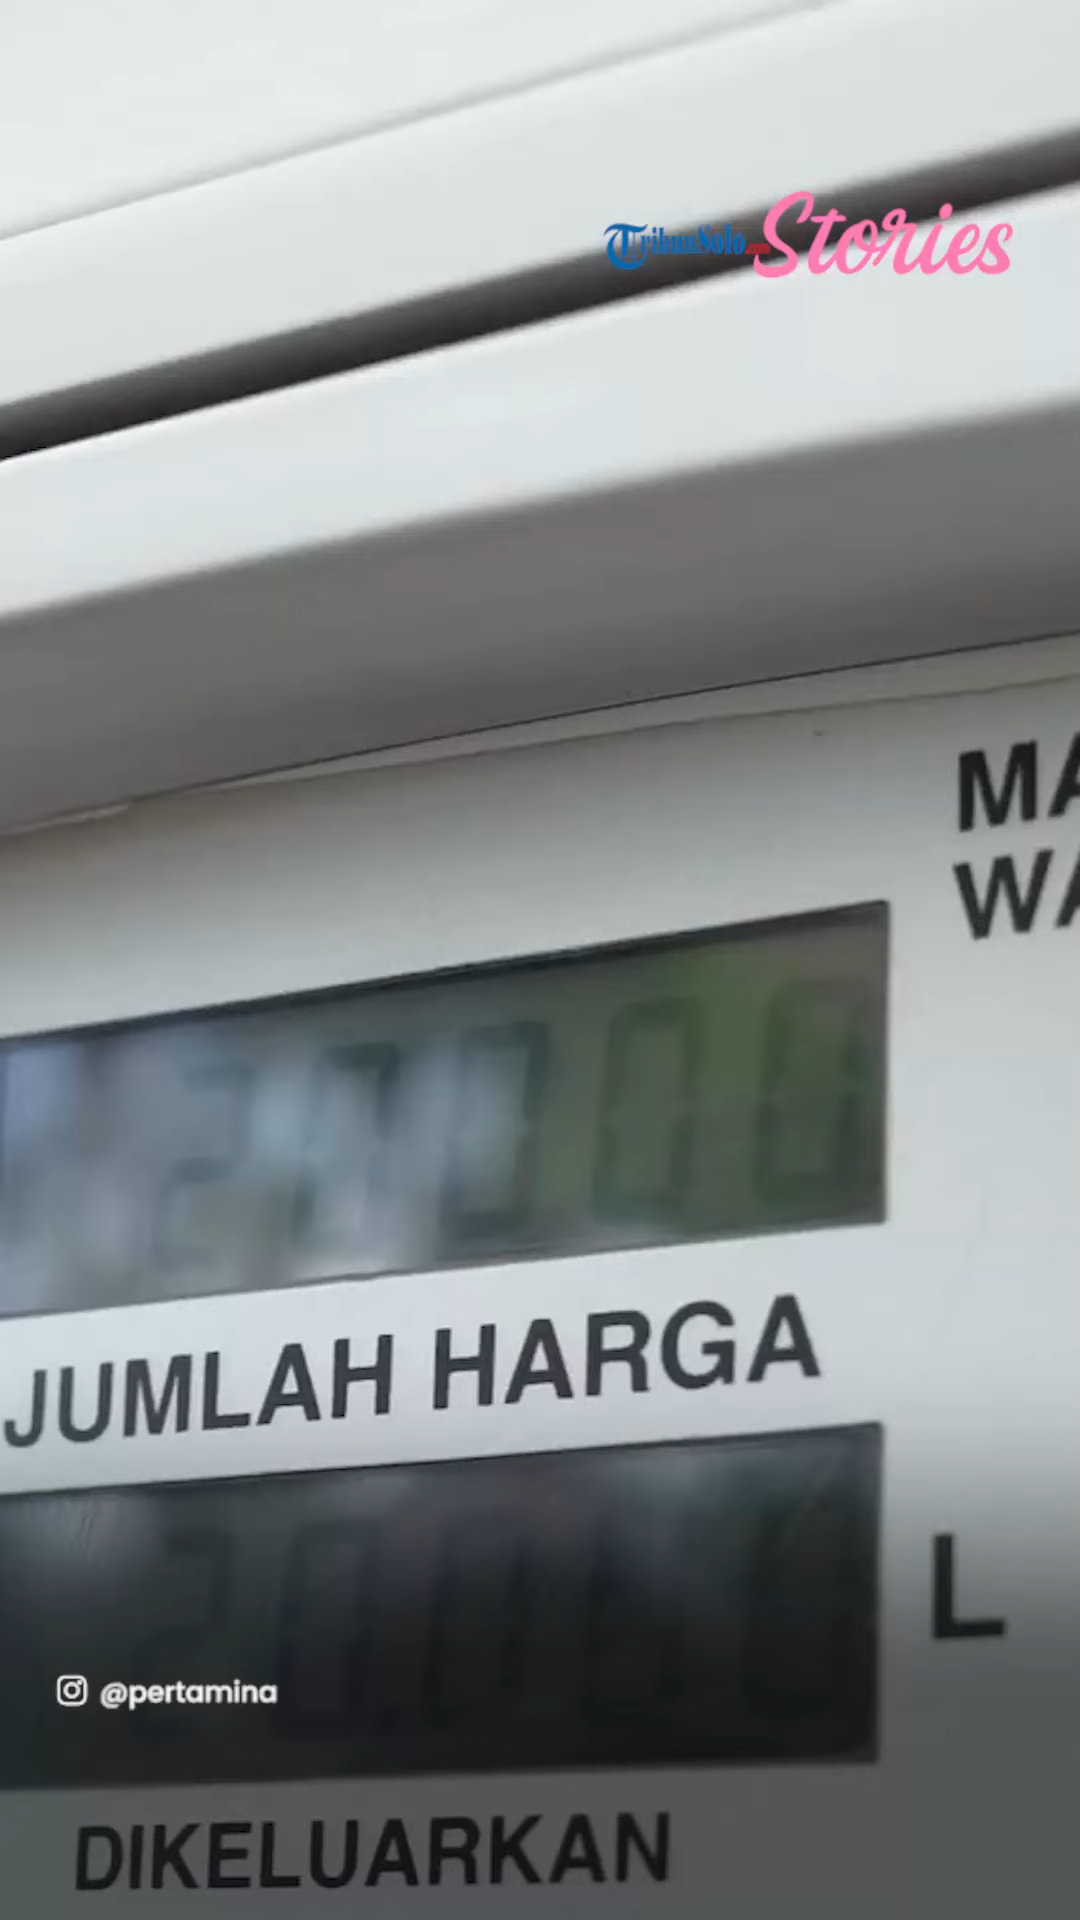 TribunSolo.com Stories
MA
WA
JUMLAH HARGA
L
@pertamina
DIKELUARKAN